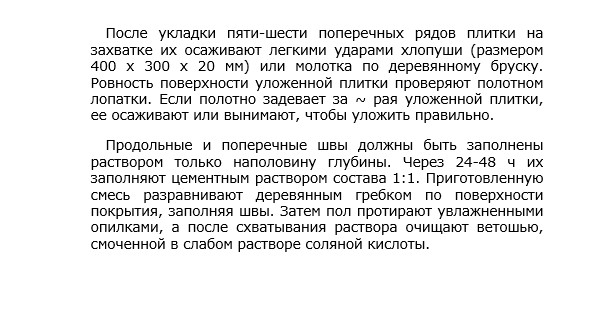 После укладки пяти-шести поперечных рядов плитки на
захватке их осаживают легкими ударами хлопуши (размером
400 x 300 x 20 мм) или молотка по деревянному бруску.
Ровность поверхности уложенной плитки проверяют полотном
лопатки. Если полотно задевает за ~ рая уложенной плитки,
ее осаживают или вынимают, чтобы уложить правильно.
Продольные и поперечные швы должны быть заполнены
раствором только наполовину глубины. Через 24-48 ч их
заполняют цементным раствором состава 1:1. Приготовленную
смесь разравнивают деревянным гребком по поверхности
покрытия, заполняя швы. Затем пол протирают увлажненными
опилками, а после схватывания раствора очищают ветошью,
смоченной в слабом растворе соляной кислоты.